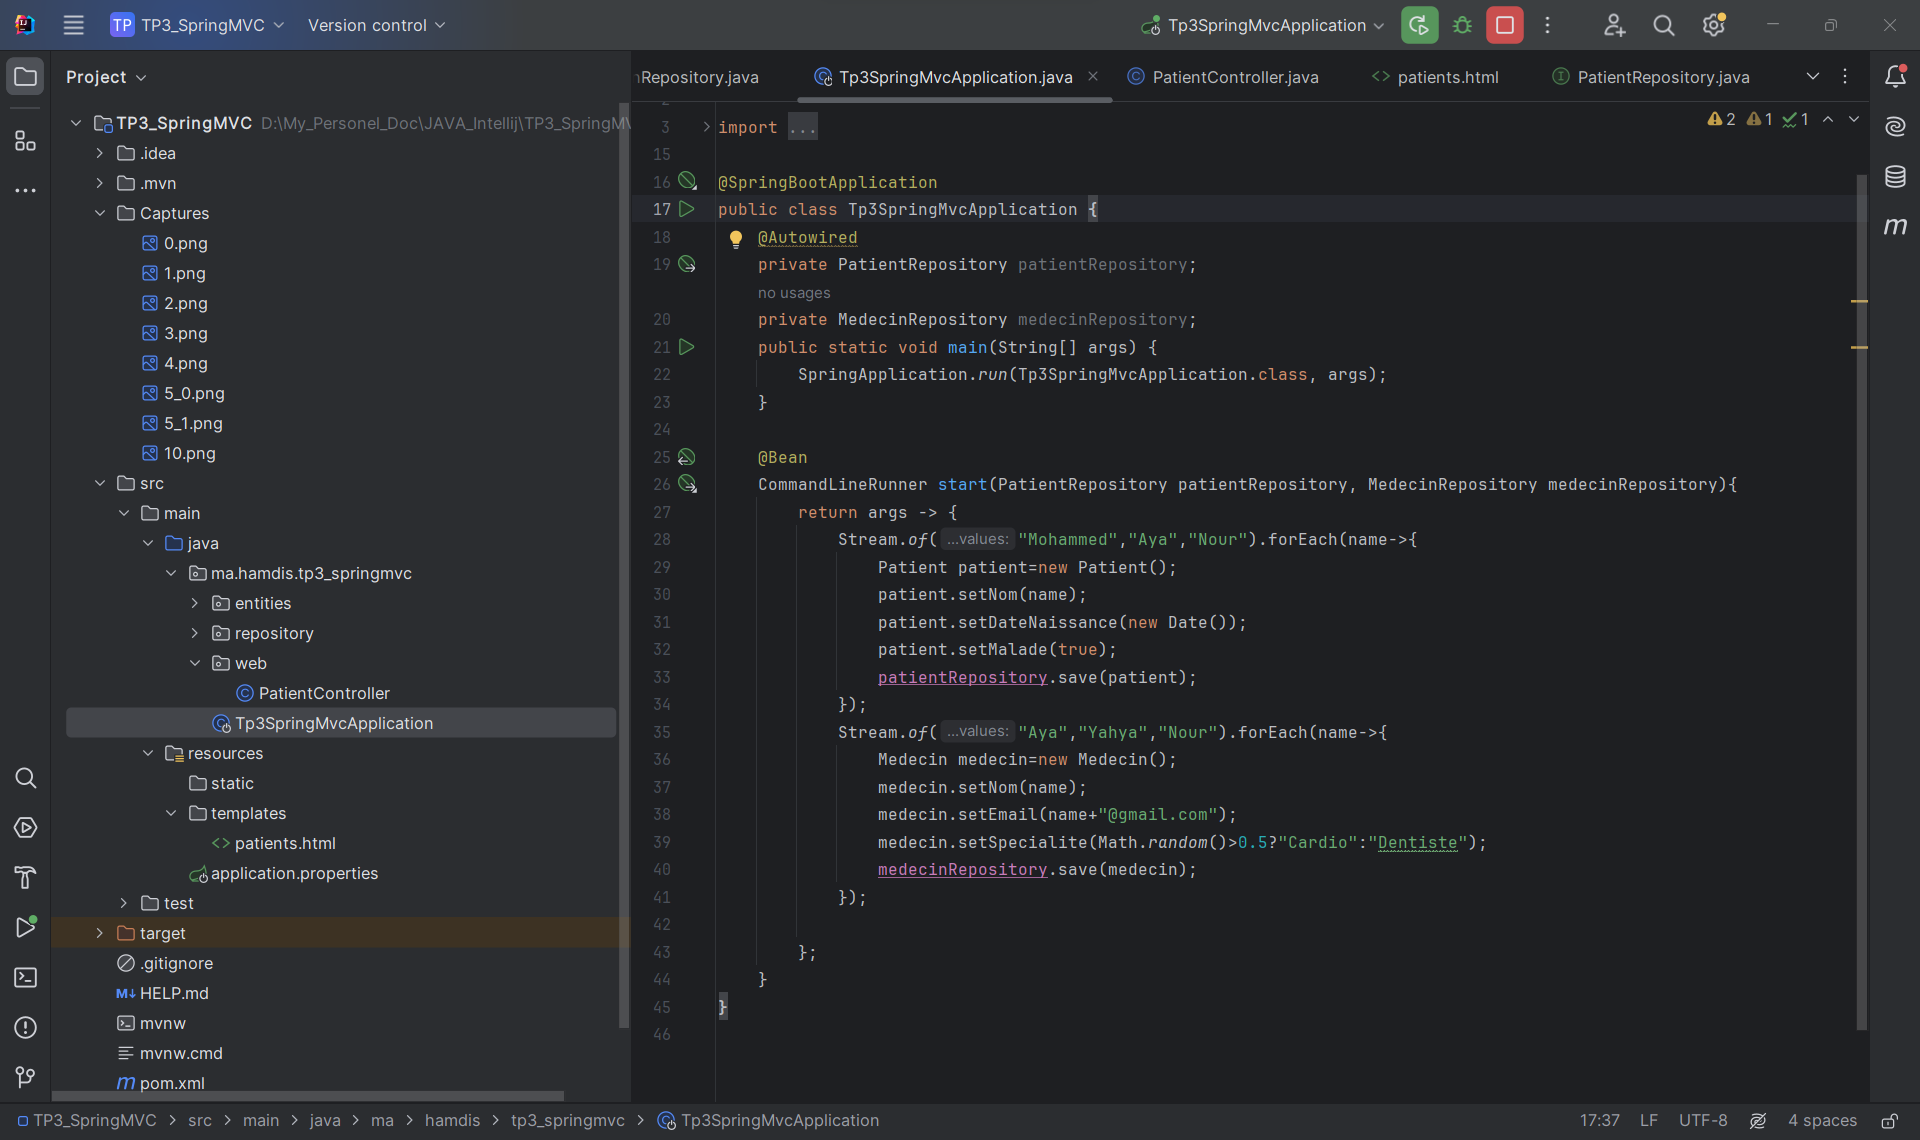 TP TP3_SpringMVC Version control Tp3SpringMvcApplication
Project
TP3_SpringMVC D:\My_Personel_Doc\JAVA_Intellij\TP3_SpringM
.idea
.mvn
Captures
0.png
1.png
2.png
3.png
4.png
5_0.png
5_1.png
10.png
src
main
java
ma.hamdis.tp3_springmvc
entities
repository
web
PatientController
Tp3SpringMvcApplication
resources
static
templates
patients.html
application.properties
test
target
.gitignore
M↓ HELP.md
mvnw
mvnw.cmd
m pom.xml
Repository.java Tp3SpringMvcApplication.java PatientController.java patients.html PatientRepository.java
2 1 1
3 import ...
15
16 @SpringBootApplication
17 public class Tp3SpringMvcApplication {
18 @Autowired
19 private PatientRepository patientRepository;
no usages
20 private MedecinRepository medecinRepository;
21 public static void main(String[] args) {
22 SpringApplication.run(Tp3SpringMvcApplication.class, args);
23 }
24
25 @Bean
26 CommandLineRunner start(PatientRepository patientRepository, MedecinRepository medecinRepository){
27 return args -> {
28 Stream.of( ...values: "Mohammed","Aya","Nour").forEach(name->{
29 Patient patient=new Patient();
30 patient.setNom(name);
31 patient.setDateNaissance(new Date());
32 patient.setMalade(true);
33 patientRepository.save(patient);
34 });
35 Stream.of( ...values: "Aya","Yahya","Nour").forEach(name->{
36 Medecin medecin=new Medecin();
37 medecin.setNom(name);
38 medecin.setEmail(name+"@gmail.com");
39 medecin.setSpecialite(Math.random()>0.5?"Cardio":"Dentiste");
40 medecinRepository.save(medecin);
41 });
42
43 };
44 }
45 }
46
m
TP3_SpringMVC > src > main > java > ma > hamdis > tp3_springmvc > Tp3SpringMvcApplication 17:37 LF UTF-8 4 spaces